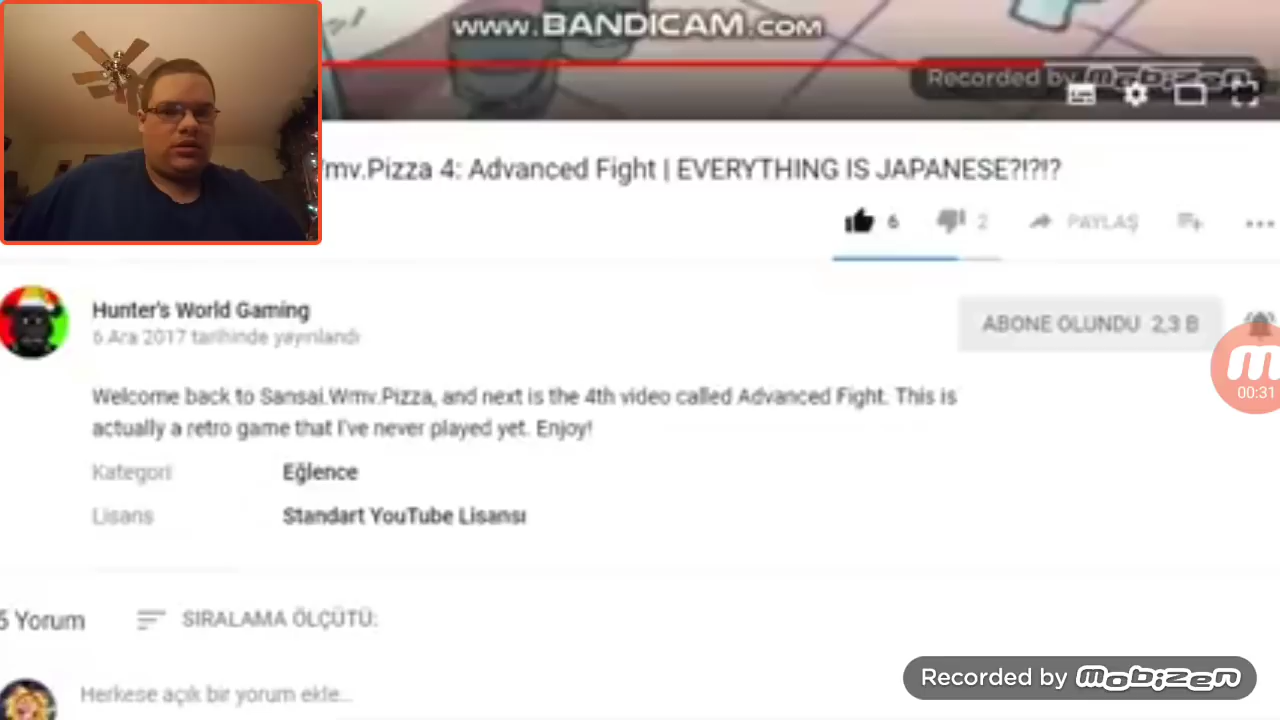 www.BANDICAM.com
Recorded by mobizen
Wmv.Pizza 4: Advanced Fight | EVERYTHING IS JAPANESE?!?!?
6 2 PAYLAŞ
Hunter's World Gaming
6 Ara 2017 tarihinde yayınlandı
ABONE OLUNDU 2,3 B
00:31
Welcome back to Sansai.Wmv.Pizza, and next is the 4th video called Advanced Fight. This is
actually a retro game that I've never played yet. Enjoy!
Kategori Eğlence
Lisans Standart YouTube Lisansı
5 Yorum SIRALAMA ÖLÇÜTÜ:
Herkese açık bir yorum ekle...
Recorded by mobizen